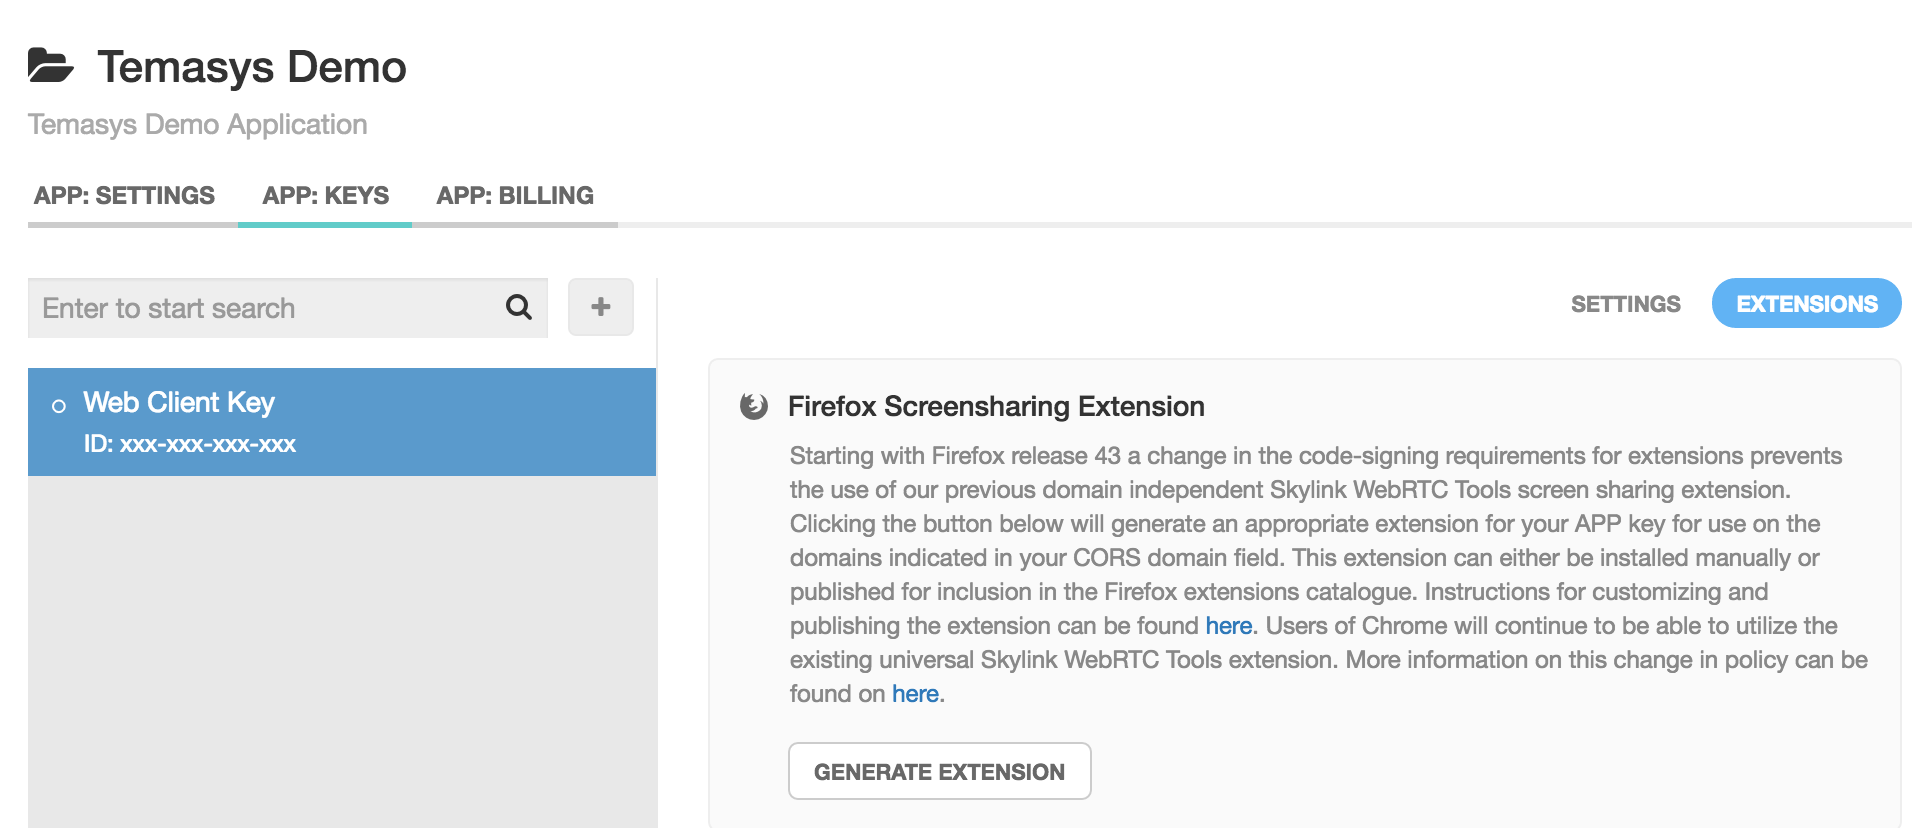 Temasys Demo
Temasys Demo Application
APP: SETTINGS APP: KEYS APP: BILLING
Enter to start search
+
SETTINGS EXTENSIONS
Web Client Key
ID: xxx-xxx-xxx-xxx
Firefox Screensharing Extension
Starting with Firefox release 43 a change in the code-signing requirements for extensions prevents
the use of our previous domain independent Skylink WebRTC Tools screen sharing extension.
Clicking the button below will generate an appropriate extension for your APP key for use on the
domains indicated in your CORS domain field. This extension can either be installed manually or
published for inclusion in the Firefox extensions catalogue. Instructions for customizing and
publishing the extension can be found here. Users of Chrome will continue to be able to utilize the
existing universal Skylink WebRTC Tools extension. More information on this change in policy can be
found on here.
GENERATE EXTENSION